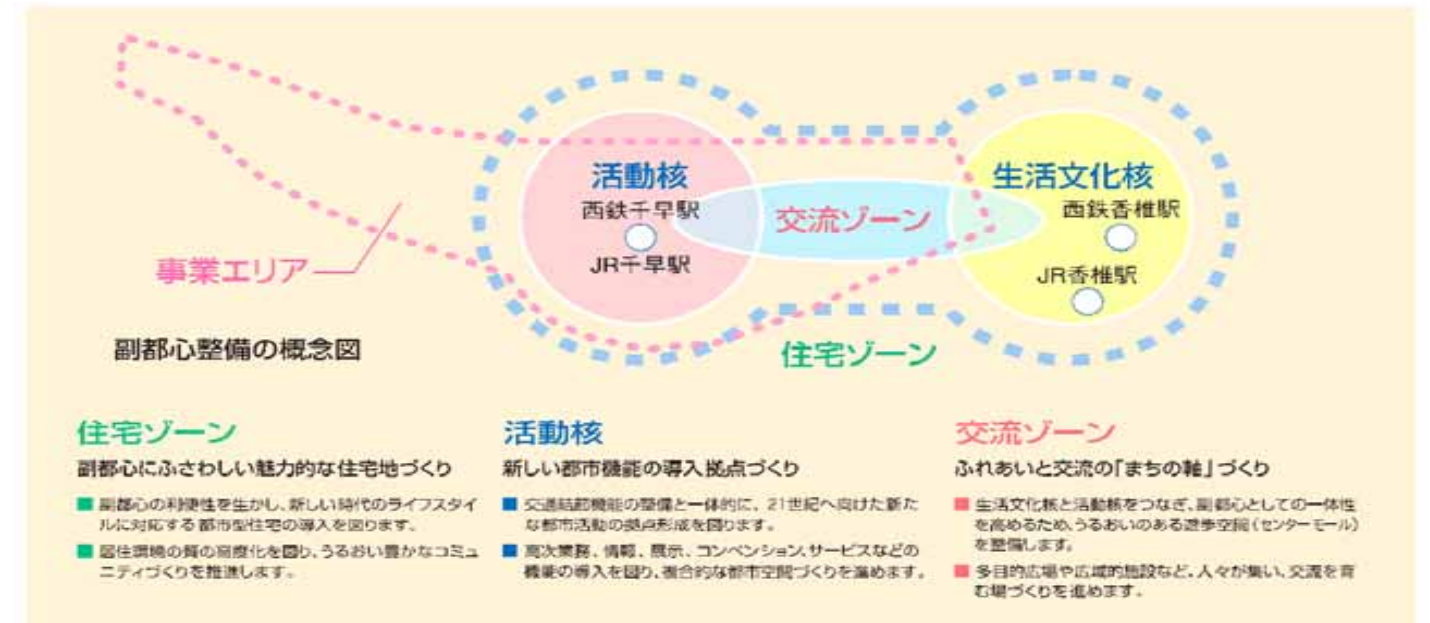 活動核
西鉄千早駅
JR千早駅
交流ゾーン
生活文化核
西鉄香椎駅
JR香椎駅
事業エリア
副都心整備の概念図
住宅ゾーン
住宅ゾーン
副都心にふさわしい魅力的な住宅地づくり
■ 副都心の利便性を生かし、新しい時代のライフスタイ
ルに対応する都市型住宅の導入を図ります。
■ 居住環境の質の高度化を図り、うるおい豊かなコミュ
ニティづくりを推進します。
活動核
新しい都市機能の導入拠点づくり
■ 交通結節機能の整備と一体的に、21世紀へ向けた新た
な都市活動の拠点形成を図ります。
■ 高次業務、情報、展示、コンベンション、サービスなどの
機能の導入を図り、複合的な都市空間づくりを進めます。
交流ゾーン
ふれあいと交流の「まちの軸」づくり
■ 生活文化核と活動核をつなぎ、副都心としての一体性
を高めるため、うるおいのある遊歩空間(センターモール)
を整備します。
■ 多目的広場や広域的施設など、人々が集い、交流を育
む場づくりを進めます。